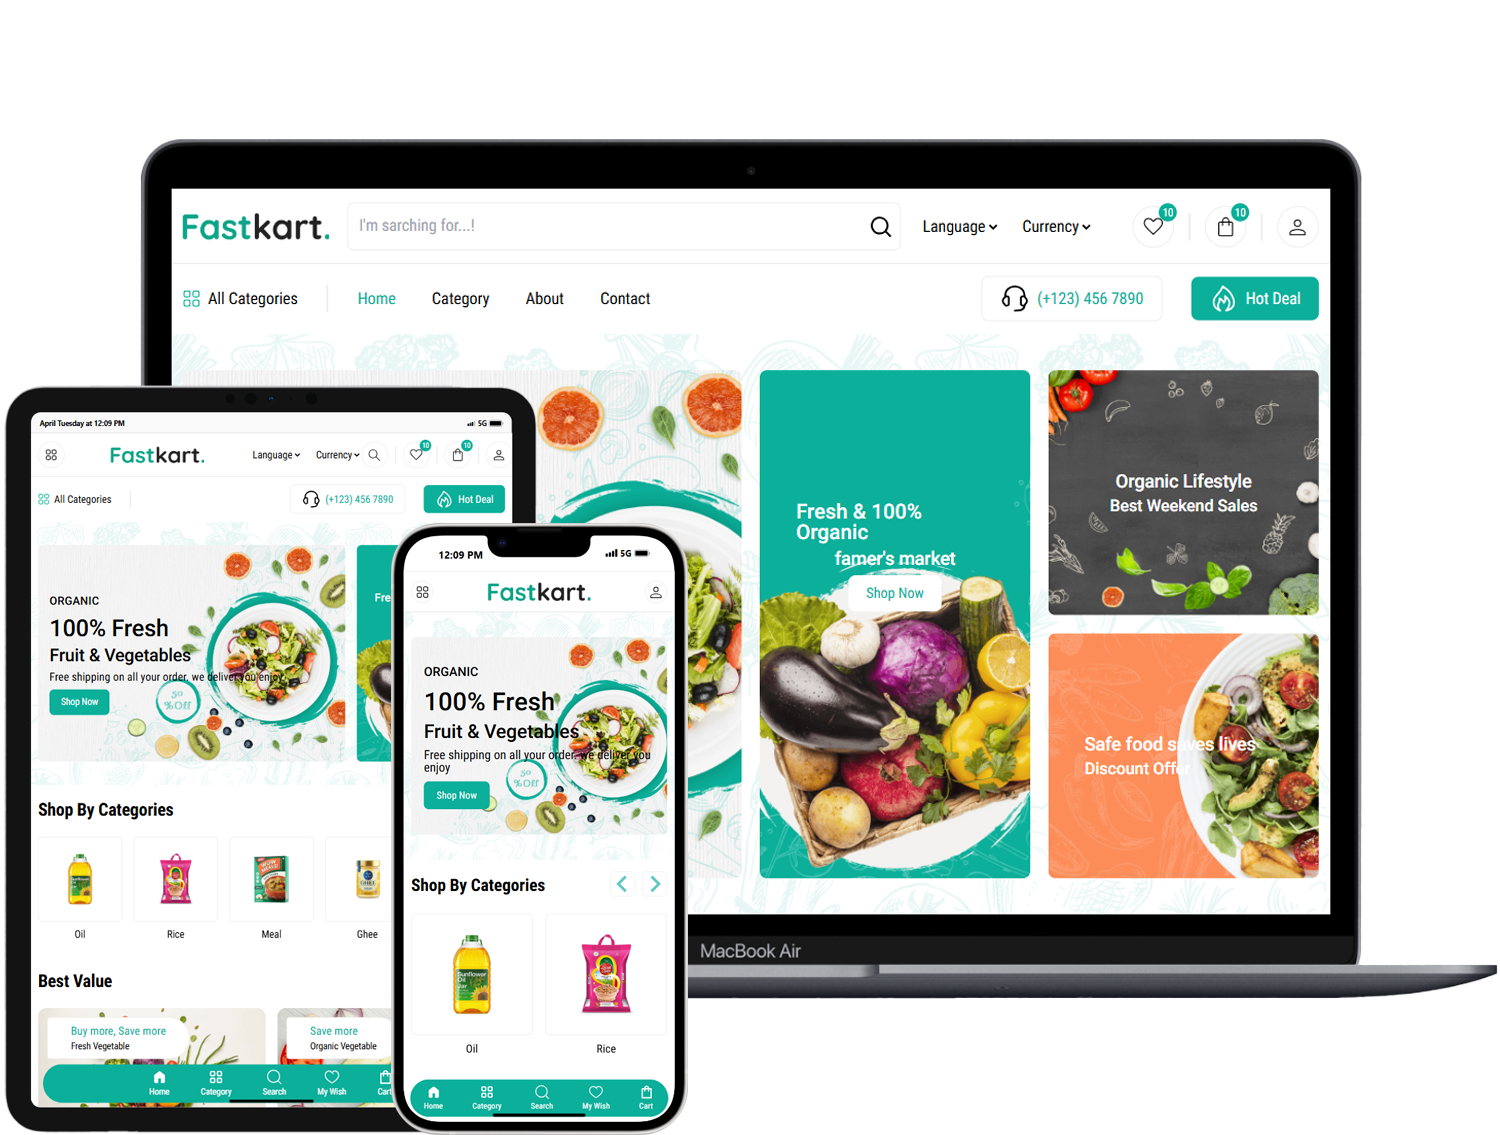 Fastkart.
I'm sarching for...!
Language
Currency
10
10
All Categories
Home
Category
About
Contact
(+123) 456 7890
Hot Deal
Fresh & 100%
Organic
famer's market
Shop Now
Organic Lifestyle
Best Weekend Sales
Safe food saves lives
Discount Offer
MacBook Air
April Tuesday at 12:09 PM
5G
Fastkart.
Language
Currency
10
10
All Categories
(+123) 456 7890
Hot Deal
ORGANIC
100% Fresh
Fruit & Vegetables
Free shipping on all your order, we deliver you enjoy
Shop Now
50
%Off
Fre
Shop By Categories
Oil
Rice
Meal
Ghee
Best Value
Buy more, Save more
Fresh Vegetable
Save more
Organic Vegetable
Home
Category
Search
My Wish
Cart
12:09 PM
5G
Fastkart.
ORGANIC
100% Fresh
Fruit & Vegetables
Free shipping on all your order, we deliver you
enjoy
50
%Off
Shop Now
Shop By Categories
Sunflower
Oil
Jar
Oil
Rice
Home
Category
Search
My Wish
Cart